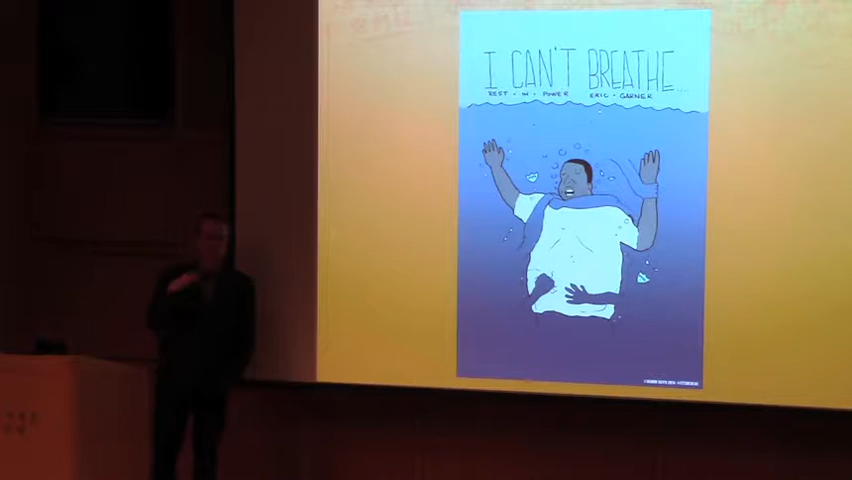 I CAN'T BREATHE...
REST • IN • POWER ERIC • GARNER